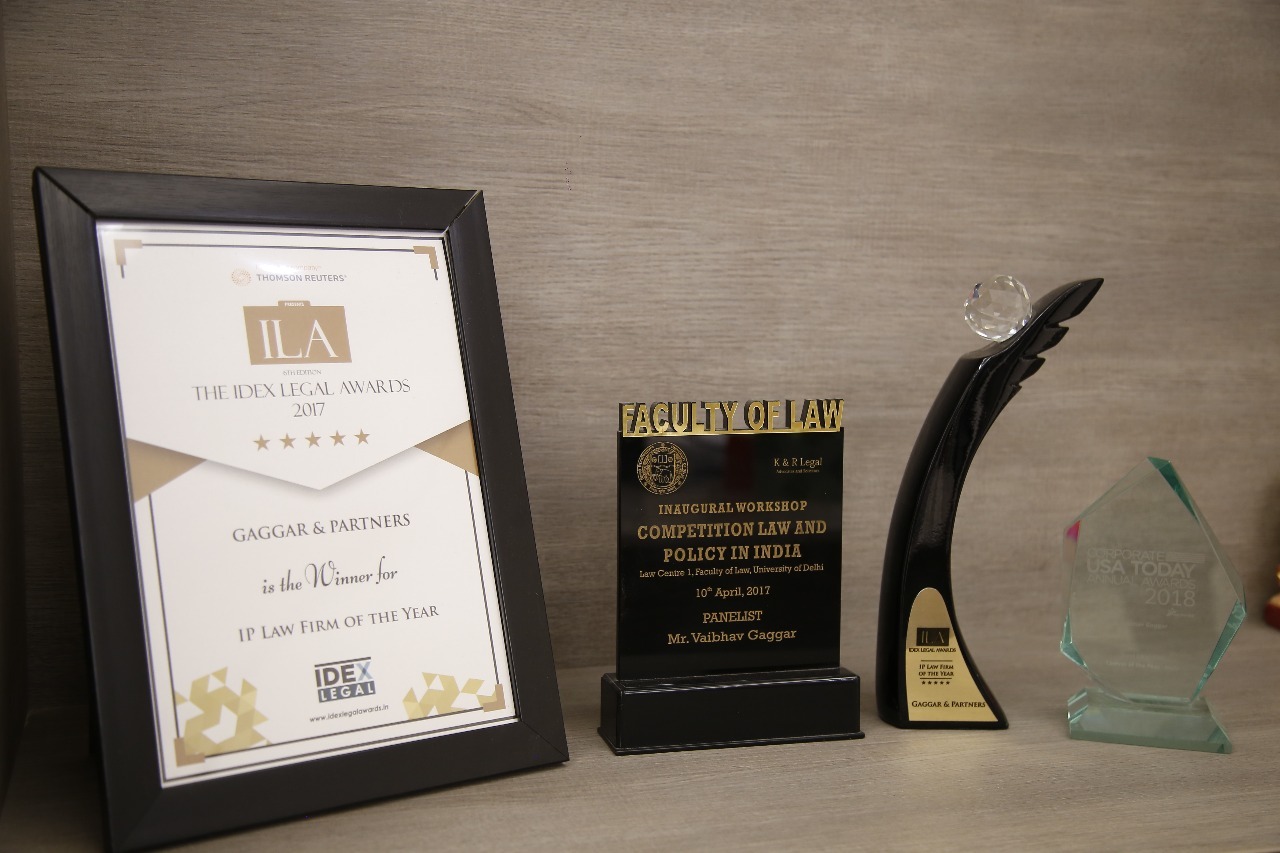 THOMSON REUTERS
PRESENTS
ILA
6TH EDITION
THE IDEX LEGAL AWARDS
2017
GAGGAR & PARTNERS
is the Winner for
IP LAW FIRM OF THE YEAR
IDEX
LEGAL
www.idexlegalawards.in
FACULTY OF LAW
K & R Legal
INAUGURAL WORKSHOP
COMPETITION LAW AND
POLICY IN INDIA
Law Centre 1, Faculty of Law, University of Delhi
10th April, 2017
PANELIST
Mr. Vaibhav Gaggar
ILA
IDEX LEGAL AWARDS
IP LAW FIRM
OF THE YEAR
GAGGAR & PARTNERS
CORPORATE
USA TODAY
ANNUAL AWARDS
2018